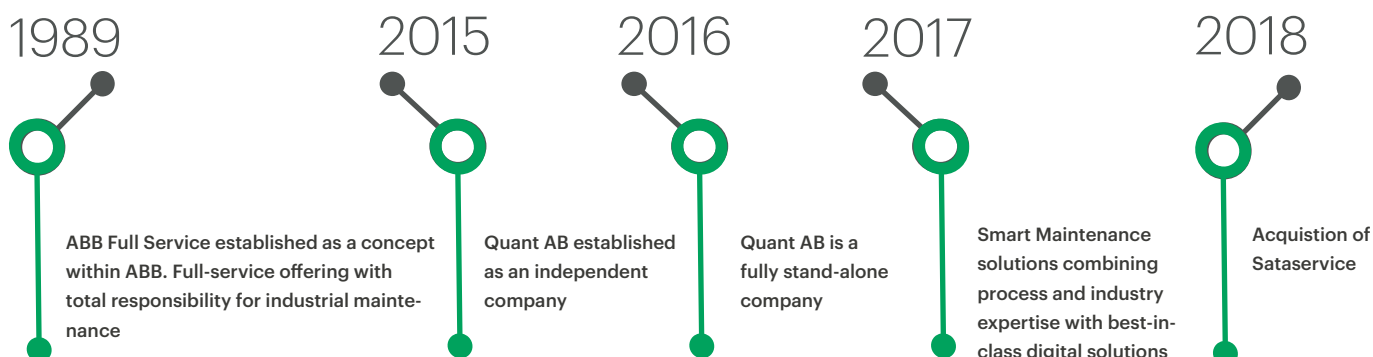 1989
2015
2016
2017
2018
ABB Full Service established as a concept
within ABB. Full-service offering with
total responsibility for industrial mainte-
nance
Quant AB established
as an independent
company
Quant AB is a
fully stand-alone
company
Smart Maintenance
solutions combining
process and industry
expertise with best-in-
class digital solutions
Acquistion of
Sataservice